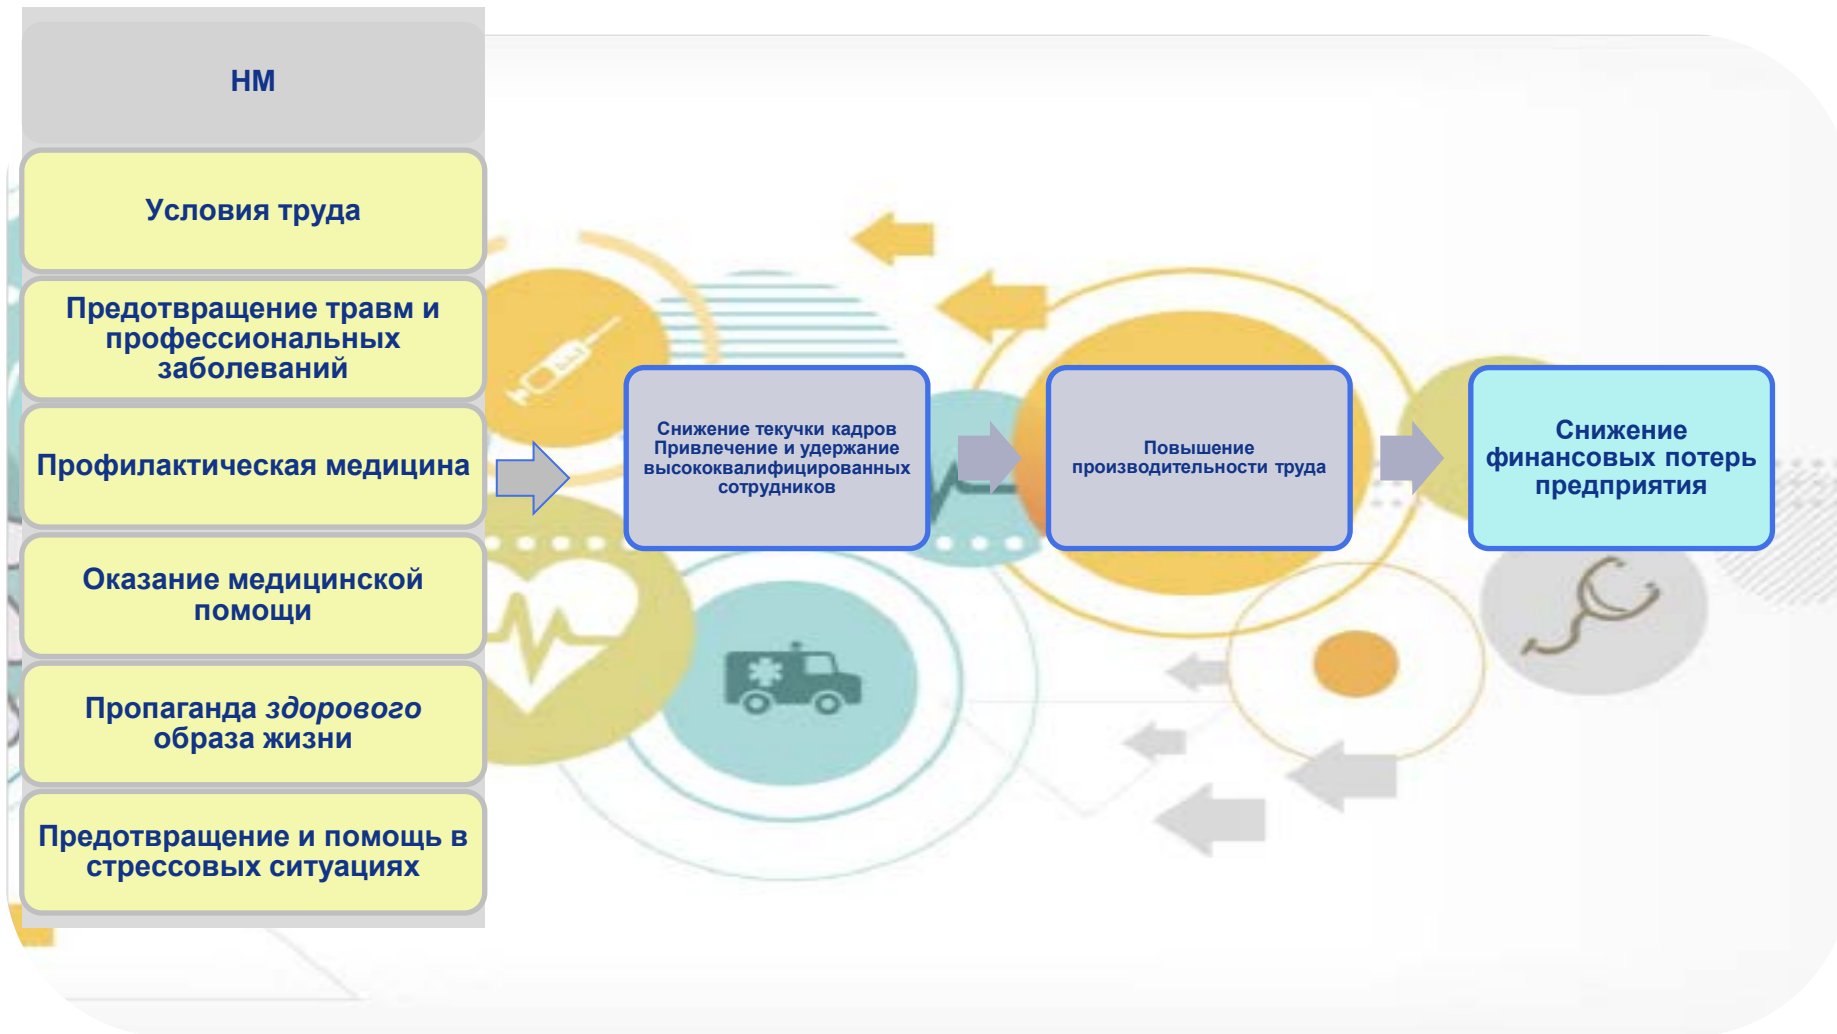 НМ
Условия труда
Предотвращение травм и
профессиональных
заболеваний
Профилактическая медицина
Оказание медицинской
помощи
Пропаганда здорового
образа жизни
Предотвращение и помощь в
стрессовых ситуациях
Снижение текучки кадров
Привлечение и удержание
высококвалифицированных
сотрудников
Повышение
производительности труда
Снижение
финансовых потерь
предприятия